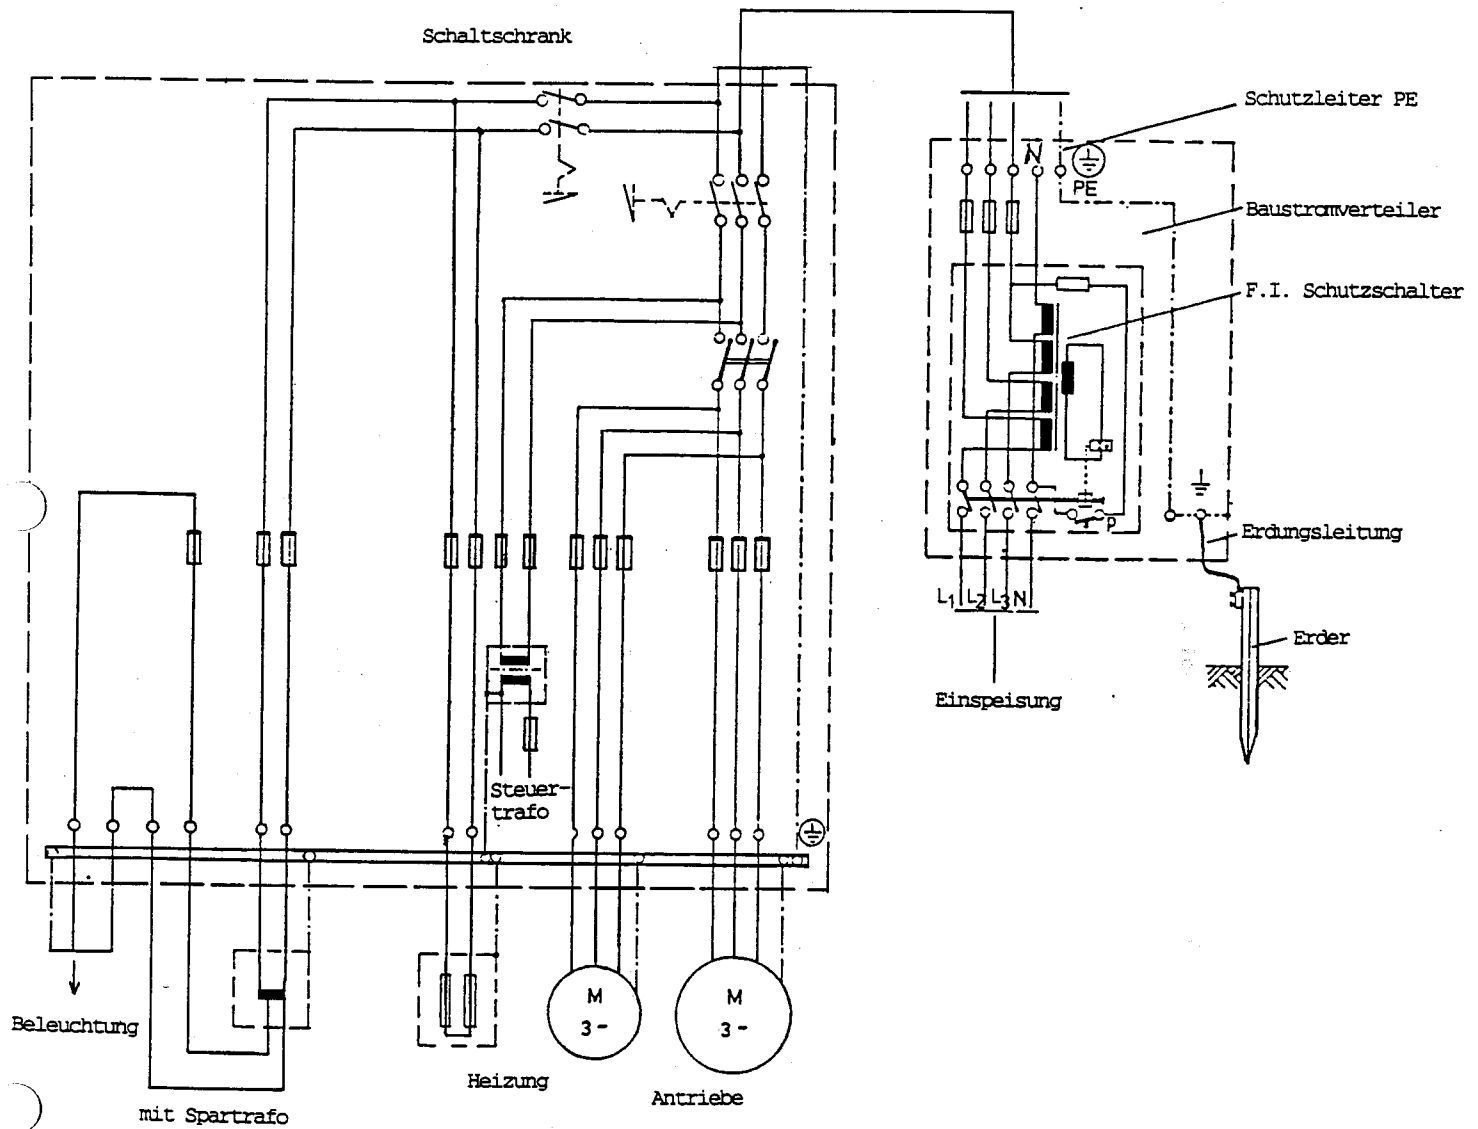 Schaltschrank
Schutzleiter PE
N
PE
Baustromverteiler
F.I. Schutzschalter
P
Erdungsleitung
L1 L2 L3 N
Erder
Einspeisung
Steuer-
trafo
M
3~
M
3~
Beleuchtung
Heizung
Antriebe
mit Spartrafo